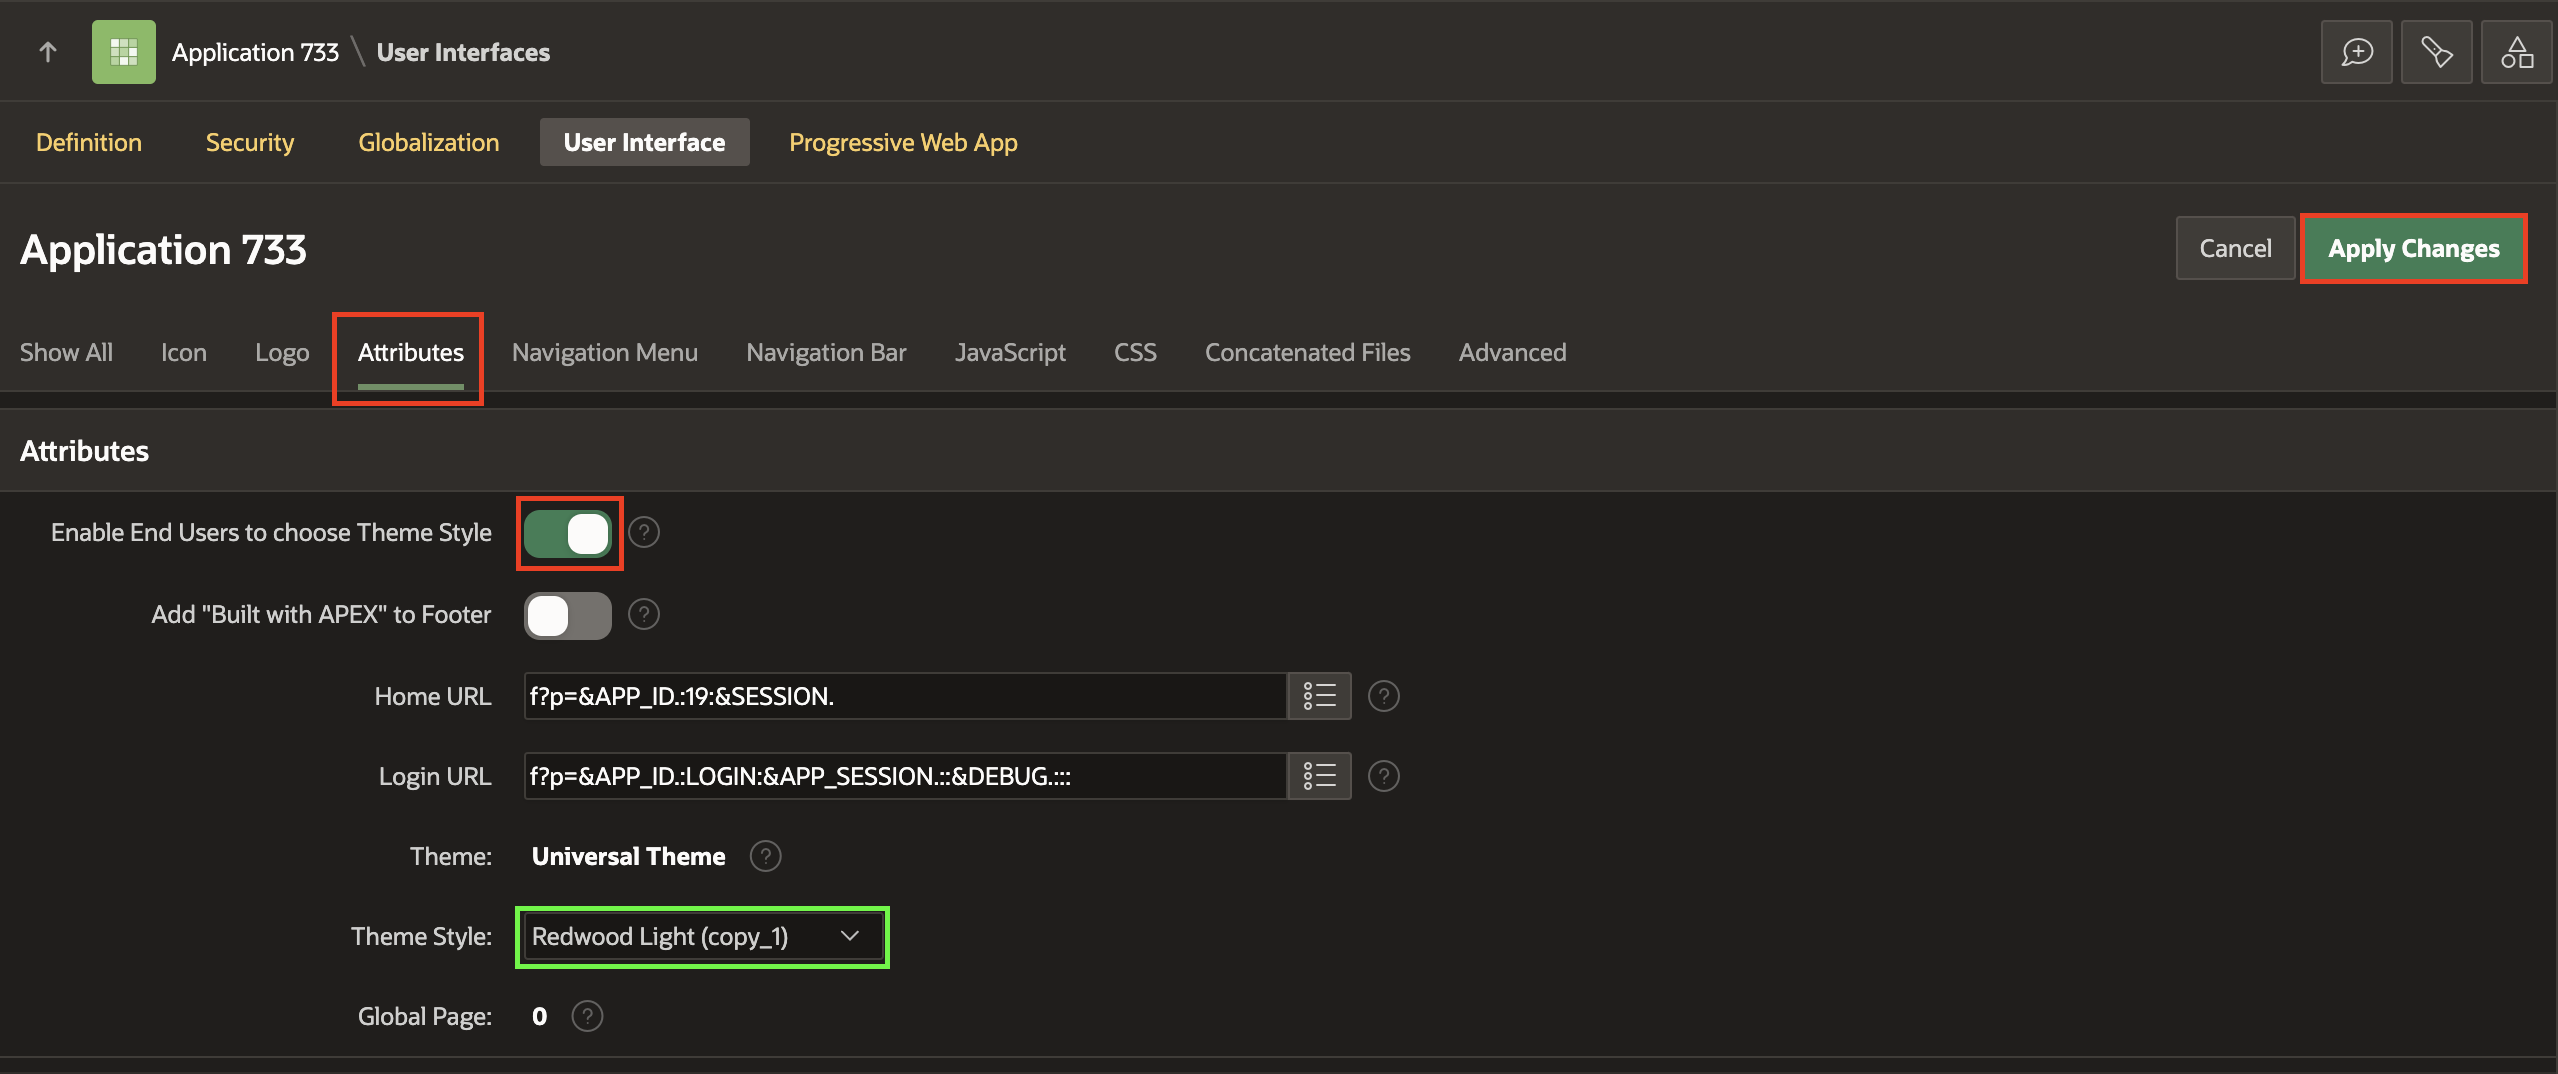 Application 733 \ User Interfaces
Definition Security Globalization User Interface Progressive Web App
Application 733
Cancel Apply Changes
Show All Icon Logo Attributes Navigation Menu Navigation Bar JavaScript CSS Concatenated Files Advanced
Attributes
Enable End Users to choose Theme Style ?
Add "Built with APEX" to Footer ?
Home URL f?p=&APP_ID.:19:&SESSION. ?
Login URL f?p=&APP_ID.:LOGIN:&APP_SESSION.:::&DEBUG.:::: ?
Theme: Universal Theme ?
Theme Style: Redwood Light (copy_1)
Global Page: 0 ?